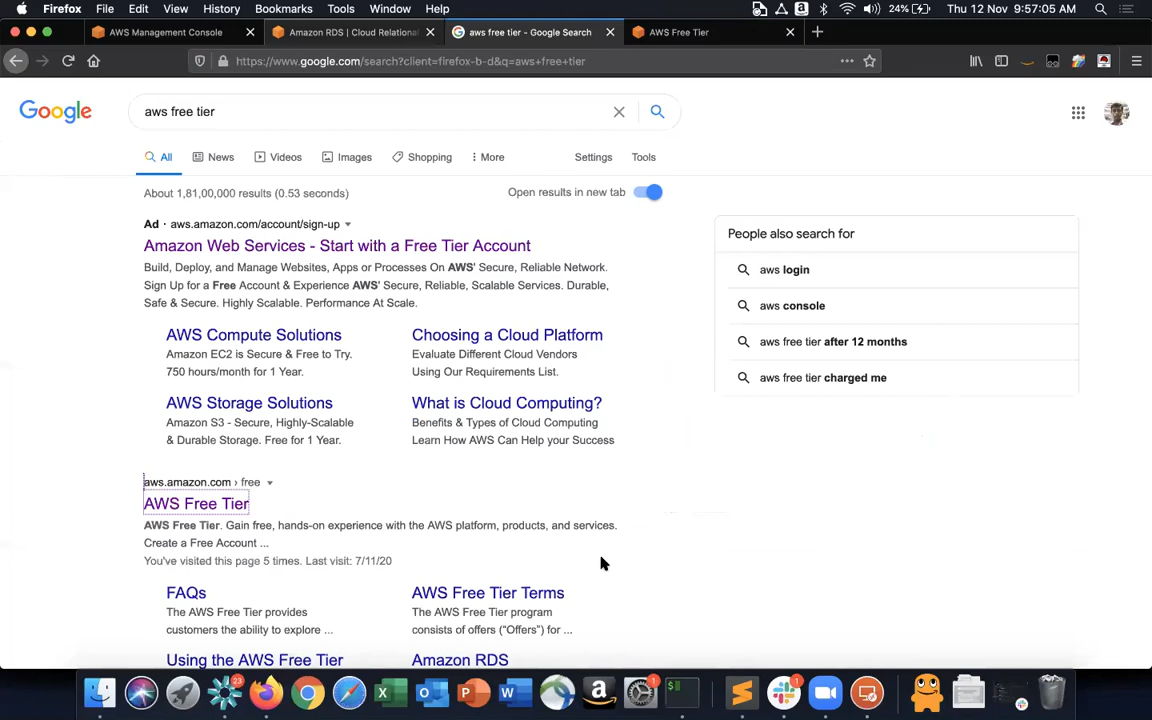 Firefox File Edit View History Bookmarks Tools Window Help 24% Thu 12 Nov 9:57:05 AM
AWS Management Console
Amazon RDS | Cloud Relational
aws free tier - Google Search
AWS Free Tier
https://www.google.com/search?client=firefox-b-d&q=aws+free+tier
Google
aws free tier
All News Videos Images Shopping More Settings Tools
About 1,81,00,000 results (0.53 seconds)
Open results in new tab
Ad · aws.amazon.com/account/sign-up
Amazon Web Services - Start with a Free Tier Account
Build, Deploy, and Manage Websites, Apps or Processes On AWS' Secure, Reliable Network.
Sign Up for a Free Account & Experience AWS' Secure, Reliable, Scalable Services. Durable,
Safe & Secure. Highly Scalable. Performance At Scale.
AWS Compute Solutions
Amazon EC2 is Secure & Free to Try.
750 hours/month for 1 Year.
Choosing a Cloud Platform
Evaluate Different Cloud Vendors
Using Our Requirements List.
AWS Storage Solutions
Amazon S3 - Secure, Highly-Scalable
& Durable Storage. Free for 1 Year.
What is Cloud Computing?
Benefits & Types of Cloud Computing
Learn How AWS Can Help your Success
aws.amazon.com › free
AWS Free Tier
AWS Free Tier. Gain free, hands-on experience with the AWS platform, products, and services.
Create a Free Account ...
You've visited this page 5 times. Last visit: 7/11/20
FAQs
The AWS Free Tier provides
customers the ability to explore ...
AWS Free Tier Terms
The AWS Free Tier program
consists of offers ("Offers") for ...
Using the AWS Free Tier
Amazon RDS
People also search for
aws login
aws console
aws free tier after 12 months
aws free tier charged me
23
1
1